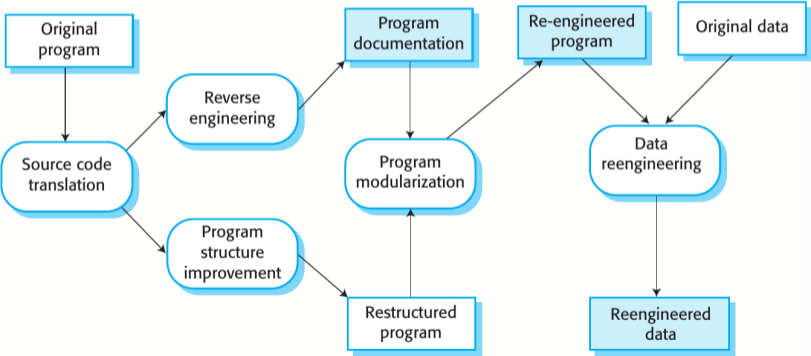 Original
program
Program
documentation
Re-engineered
program
Original data
Reverse
engineering
Source code
translation
Program
modularization
Data
reengineering
Program
structure
improvement
Restructured
program
Reengineered
data